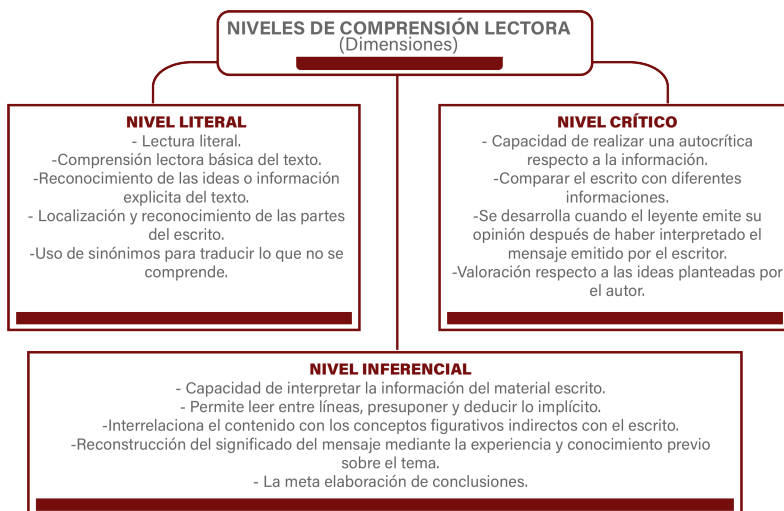 NIVELES DE COMPRENSIÓN LECTORA
(Dimensiones)
NIVEL LITERAL
- Lectura literal.
-Comprensión lectora básica del texto.
-Reconocimiento de las ideas o información
explicita del texto.
- Localización y reconocimiento de las partes
del escrito.
-Uso de sinónimos para traducir lo que no se
comprende.
NIVEL CRÍTICO
- Capacidad de realizar una autocrítica
respecto a la información.
-Comparar el escrito con diferentes
informaciones.
-Se desarrolla cuando el leyente emite su
opinión después de haber interpretado el
mensaje emitido por el escritor.
-Valoración respecto a las ideas planteadas por
el autor.
NIVEL INFERENCIAL
- Capacidad de interpretar la información del material escrito.
- Permite leer entre líneas, presuponer y deducir lo implícito.
-Interrelaciona el contenido con los conceptos figurativos indirectos con el escrito.
-Reconstrucción del significado del mensaje mediante la experiencia y conocimiento previo
sobre el tema.
- La meta elaboración de conclusiones.